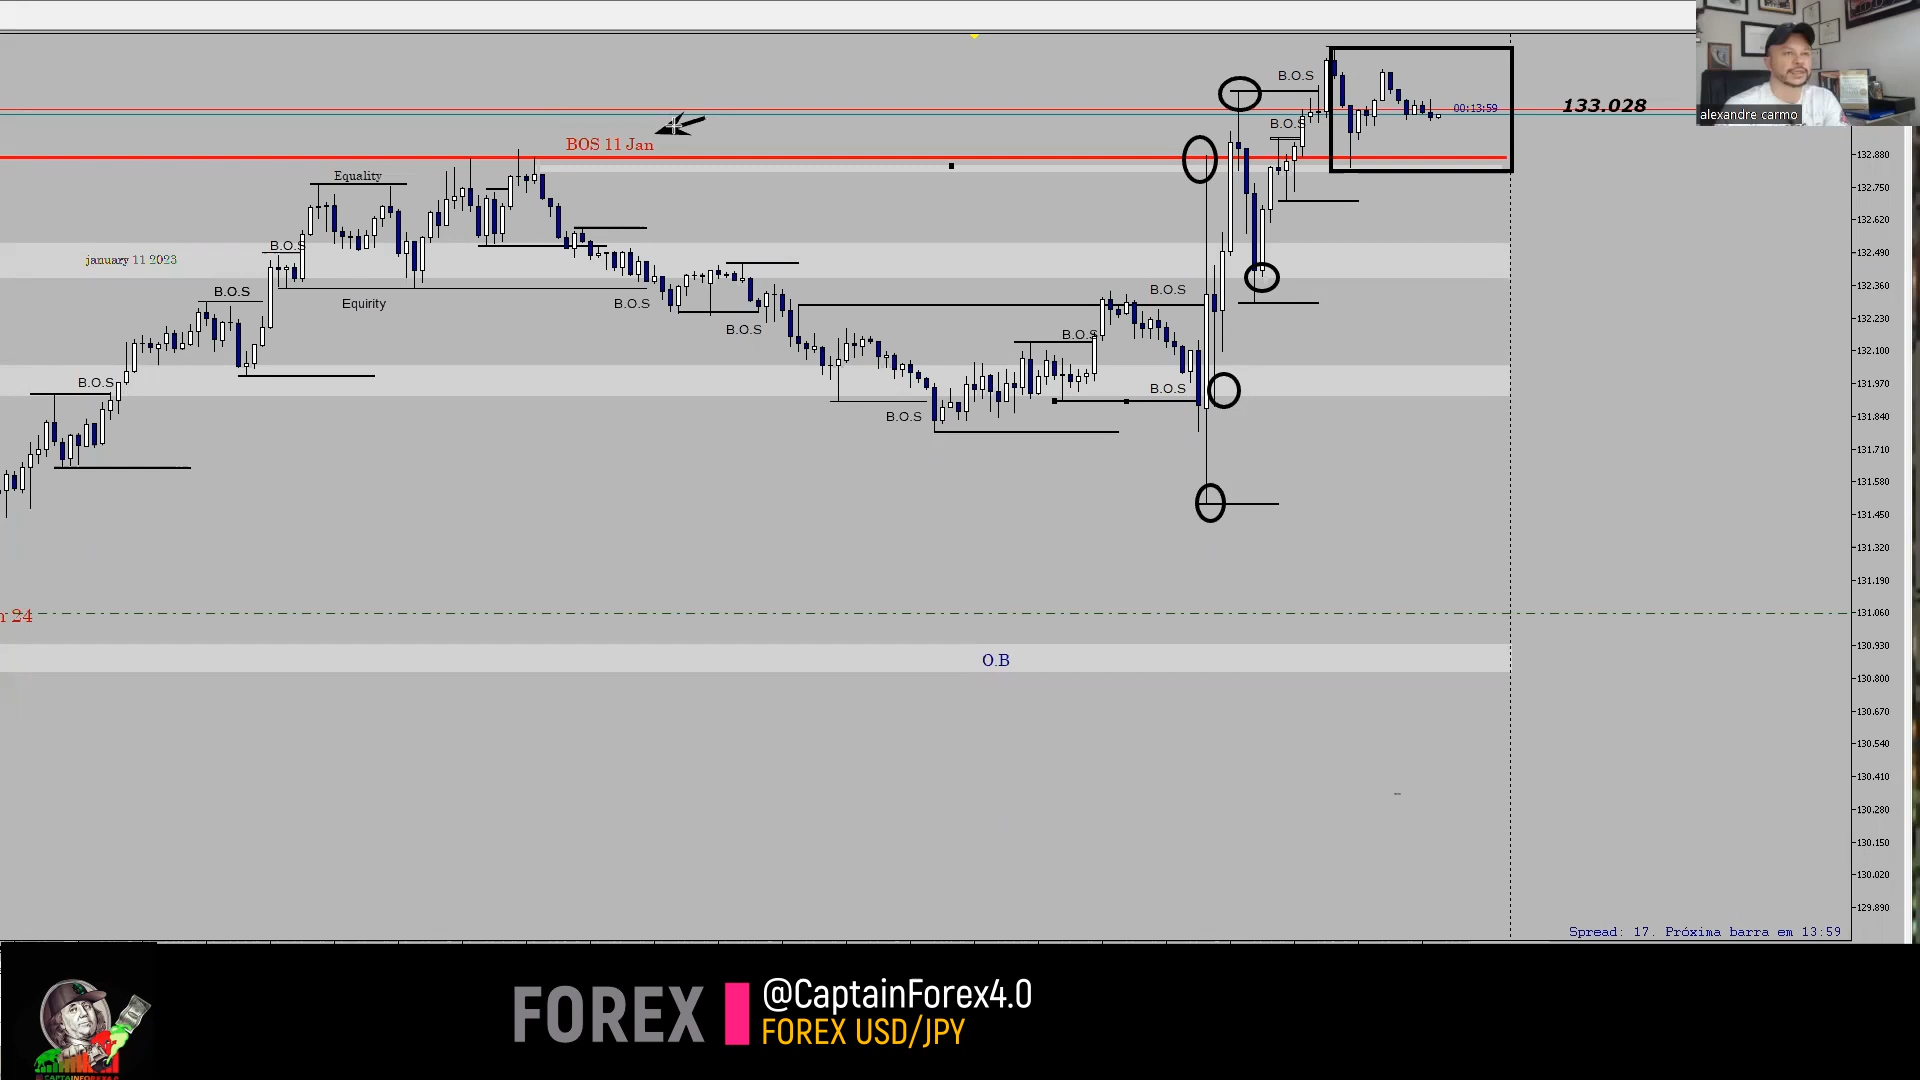 B.O.S
00:13:59
133.028
alexandre carmo
B.O.S
BOS 11 Jan
132.880
Equality
132.750
132.620
B.O.S
132.490
january 11 2023
132.360
B.O.S
B.O.S
Equirity
B.O.S
132.230
B.O.S
B.O.S
132.100
B.O.S
B.O.S
131.970
B.O.S
131.840
131.710
131.580
131.450
131.320
131.190
24
131.060
130.930
O.B
130.800
130.670
130.540
130.410
130.280
130.150
130.020
129.890
Spread: 17. Próxima barra em 13:59
FOREX
@CaptainForex4.0
FOREX USD/JPY
CAPTAINFOREX4.0